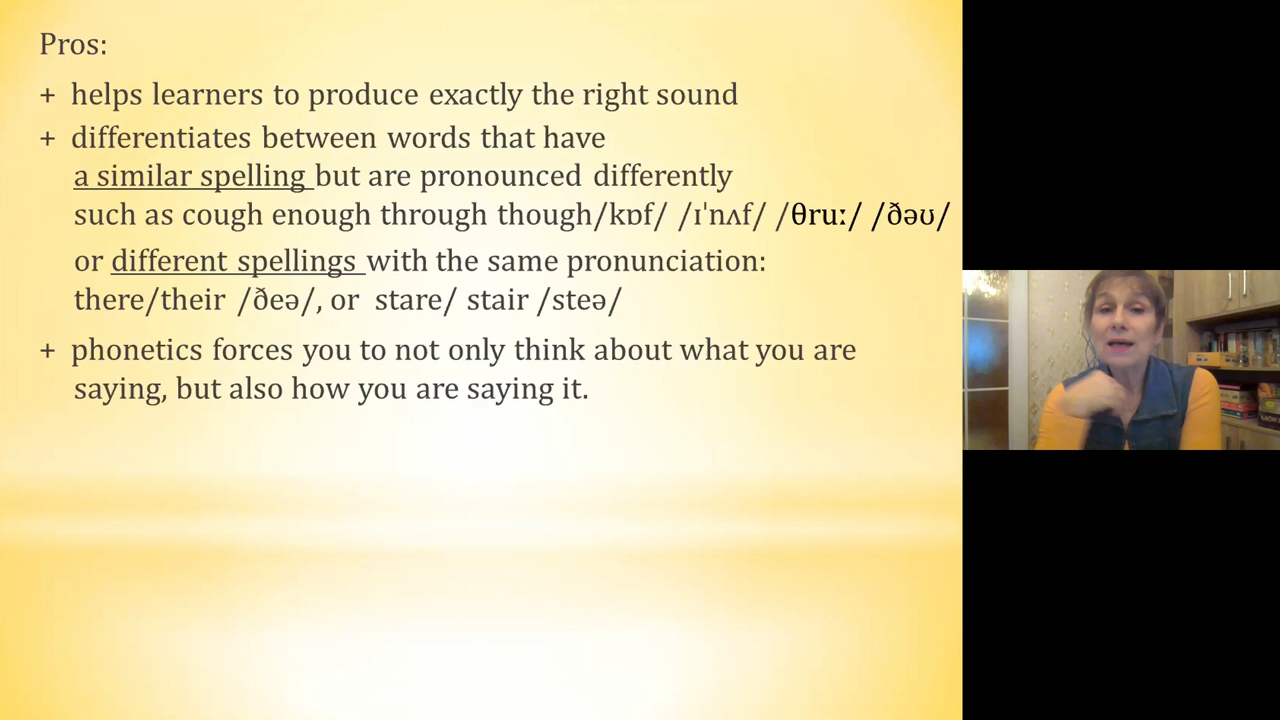 Pros:
+ helps learners to produce exactly the right sound
+ differentiates between words that have
a similar spelling but are pronounced differently
such as cough enough through though/kɒf/ /ɪˈnʌf/ /θruː/ /ðəʊ/
or different spellings with the same pronunciation:
there/their /ðeə/, or stare/ stair /steə/
+ phonetics forces you to not only think about what you are
saying, but also how you are saying it.